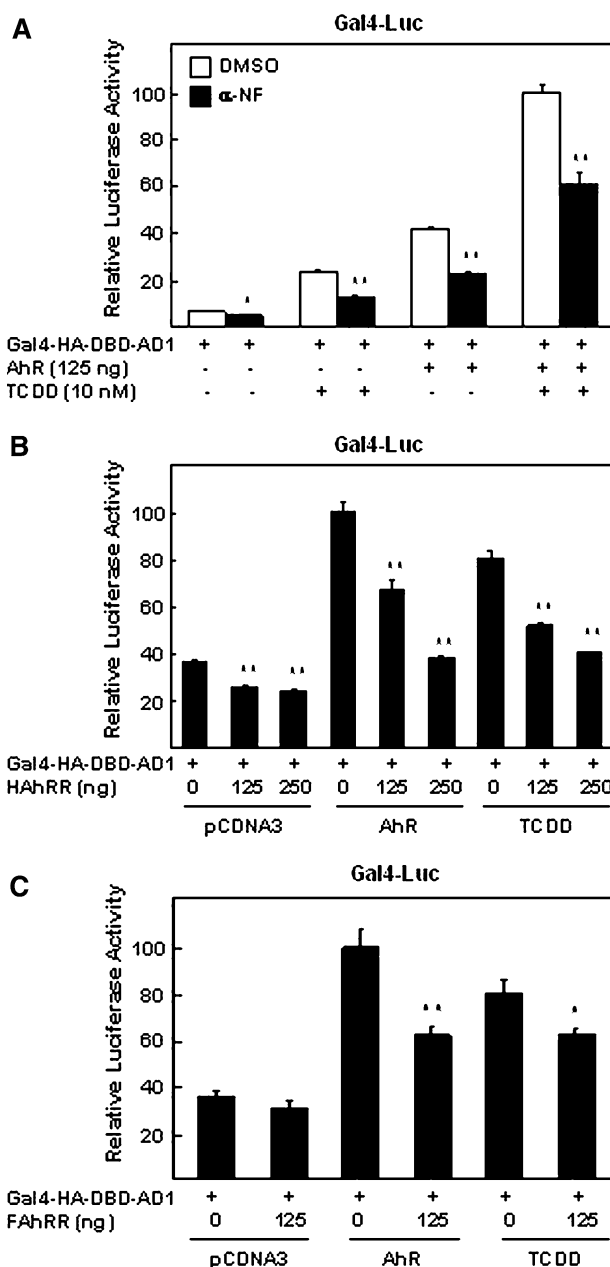 A
Gal4-Luc
DMSO
α-NF
Relative Luciferase Activity
100
80
60
40
20
* ** ** **
Gal4-HA-DBD-AD1 + + + + + + + +
AhR (125 ng) - - - - + + + +
TCDD (10 nM) - - + + - - + +
B
Gal4-Luc
Relative Luciferase Activity
100
80
60
40
20
** ** ** ** ** **
Gal4-HA-DBD-AD1 + + + + + + + + +
HAhRR (ng) 0 125 250 0 125 250 0 125 250
pCDNA3 AhR TCDD
C
Gal4-Luc
Relative Luciferase Activity
100
80
60
40
20
** *
Gal4-HA-DBD-AD1 + + + + + +
FAhRR (ng) 0 125 0 125 0 125
pCDNA3 AhR TCDD